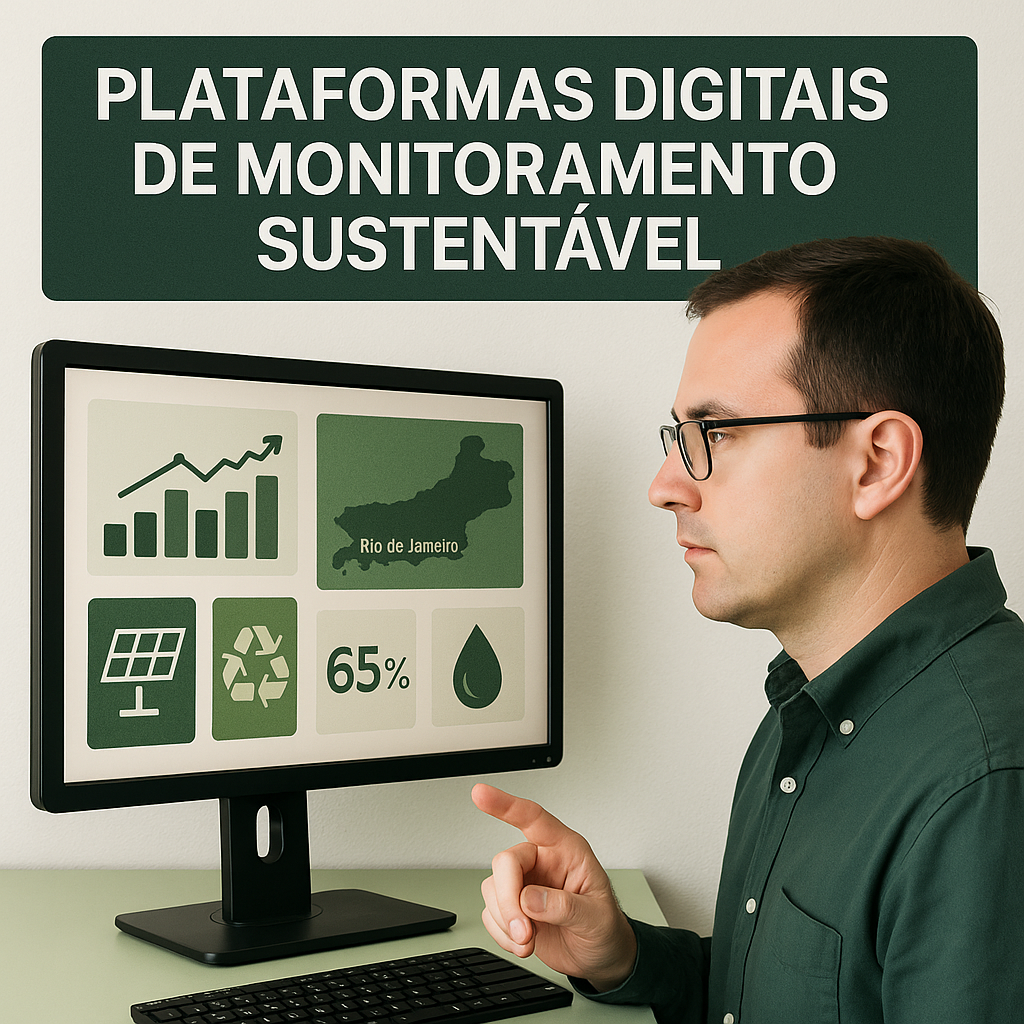 PLATAFORMAS DIGITAIS
DE MONITORAMENTO
SUSTENTÁVEL
Rio de Jameiro
65%